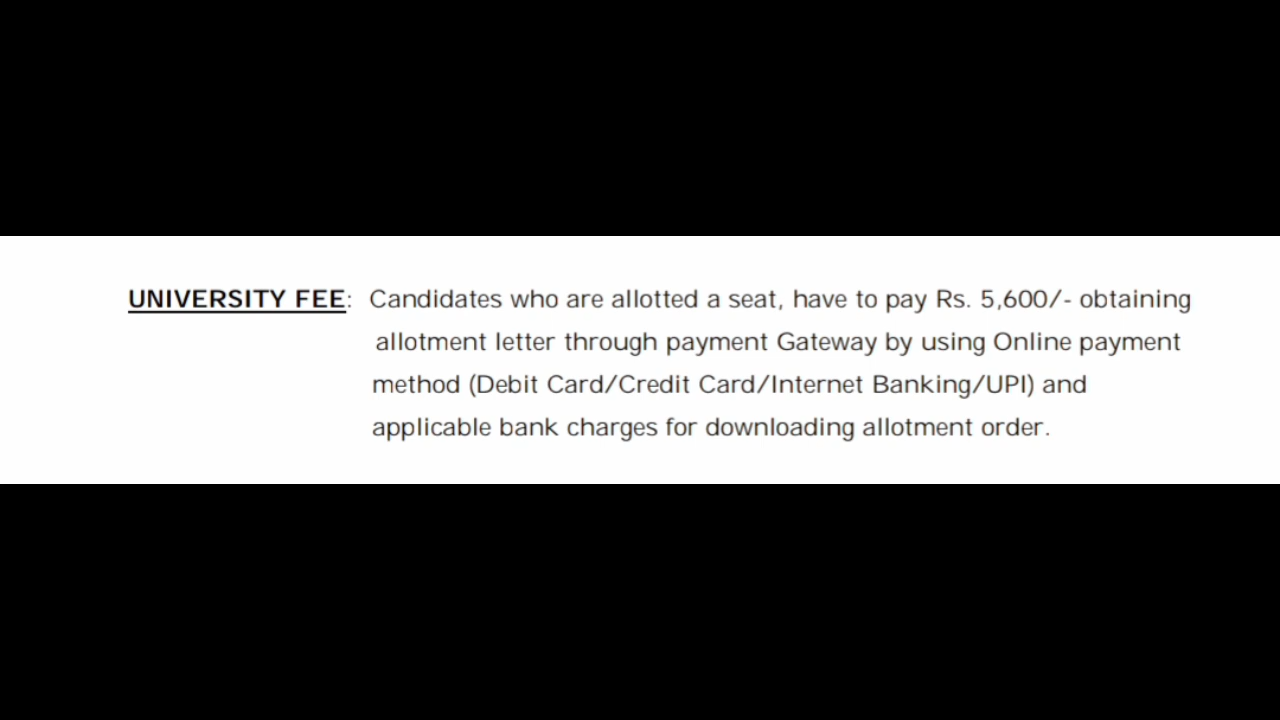 UNIVERSITY FEE: Candidates who are allotted a seat, have to pay Rs. 5,600/- obtaining
allotment letter through payment Gateway by using Online payment
method (Debit Card/Credit Card/Internet Banking/UPI) and
applicable bank charges for downloading allotment order.